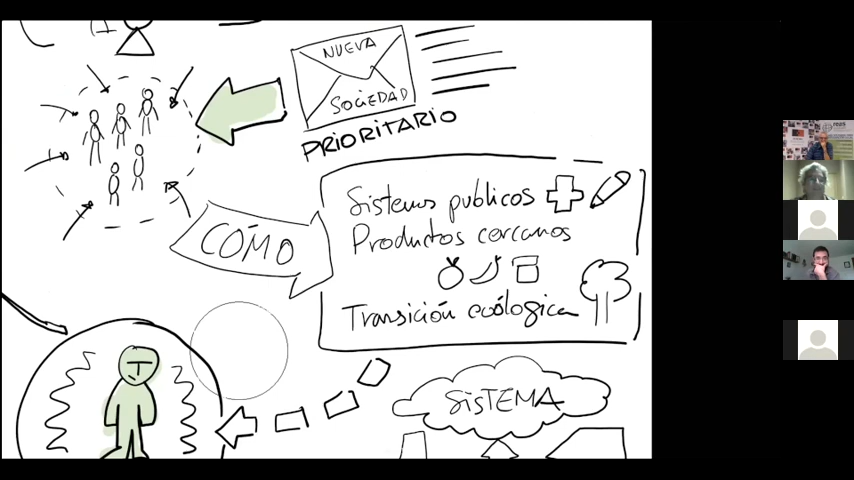 NUEVA
SOCIEDAD
PRIORITARIO
Sistemas publicos
Productos cercanos
CÓMO
Transición ecológica
SISTEMA